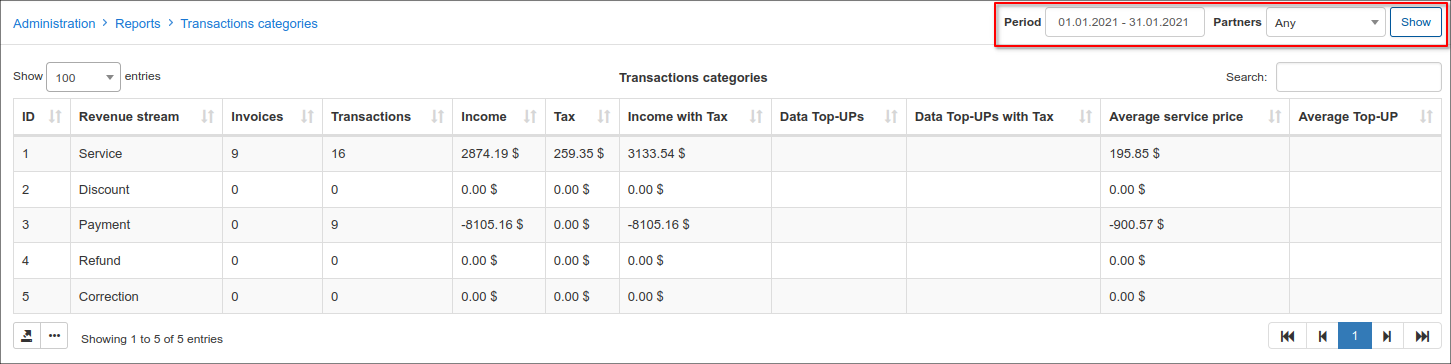 Administration > Reports > Transactions categories Period 01.01.2021 - 31.01.2021 Partners Any Show
Show 100 entries Transactions categories Search:
ID Revenue stream Invoices Transactions Income Tax Income with Tax Data Top-UPs Data Top-UPs with Tax Average service price Average Top-UP
1 Service 9 16 2874.19 $ 259.35 $ 3133.54 $ 195.85 $
2 Discount 0 0 0.00 $ 0.00 $ 0.00 $ 0.00 $
3 Payment 0 9 -8105.16 $ 0.00 $ -8105.16 $ -900.57 $
4 Refund 0 0 0.00 $ 0.00 $ 0.00 $ 0.00 $
5 Correction 0 0 0.00 $ 0.00 $ 0.00 $ 0.00 $
Showing 1 to 5 of 5 entries 1